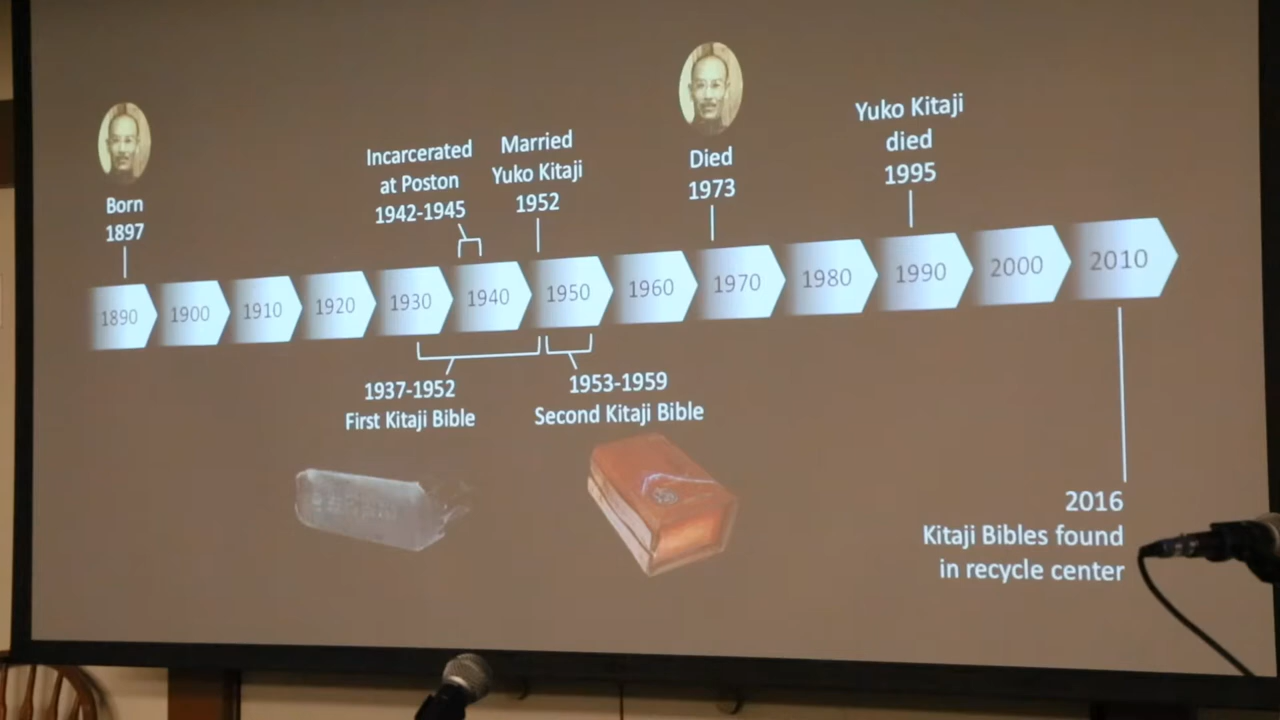 Born
1897
Incarcerated
at Poston
1942-1945
Married
Yuko Kitaji
1952
Died
1973
Yuko Kitaji
died
1995
1890
1900
1910
1920
1930
1940
1950
1960
1970
1980
1990
2000
2010
1937-1952
First Kitaji Bible
1953-1959
Second Kitaji Bible
2016
Kitaji Bibles found
in recycle center